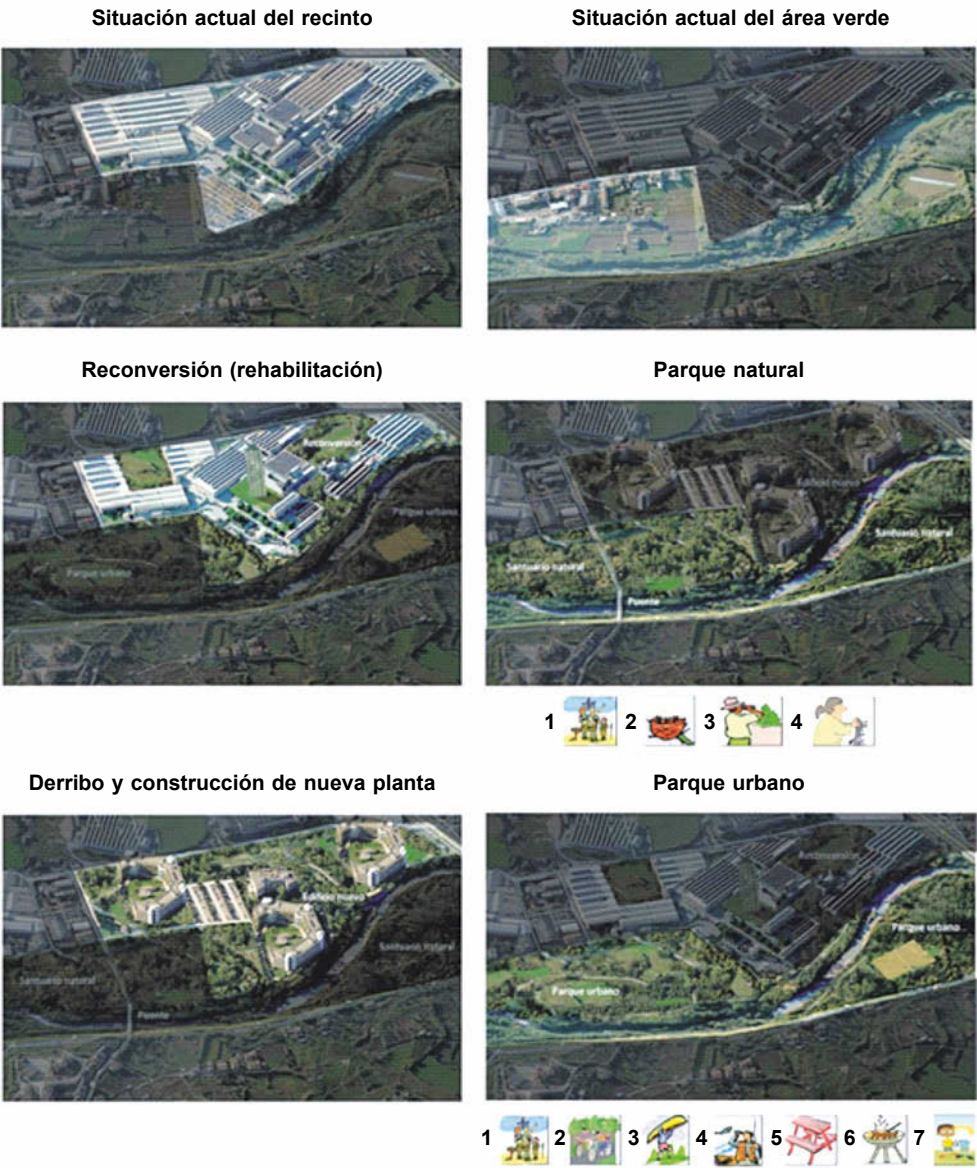 Situación actual del recinto
Situación actual del área verde
Reconversión (rehabilitación)
Parque natural
Reconversión
Parque urbano
Parque urbano
Edificio nuevo
Santuario natural
Santuario natural
Puente
1 2 3 4
Derribo y construcción de nueva planta
Parque urbano
Edificio nuevo
Santuario natural
Santuario natural
Puente
Reconversión
Parque urbano
Parque urbano
1 2 3 4 5 6 7